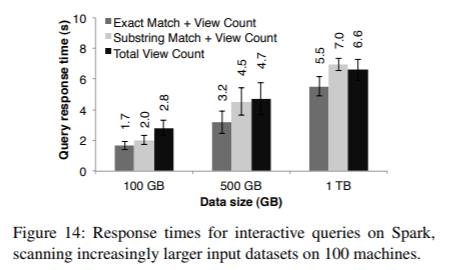 Query response time (s)
10
8
6
4
2
0
Exact Match + View Count
Substring Match + View Count
Total View Count
1.7
2.0
2.8
3.2
4.5
4.7
5.5
7.0
6.6
100 GB
500 GB
1 TB
Data size (GB)
Figure 14: Response times for interactive queries on Spark,
scanning increasingly larger input datasets on 100 machines.